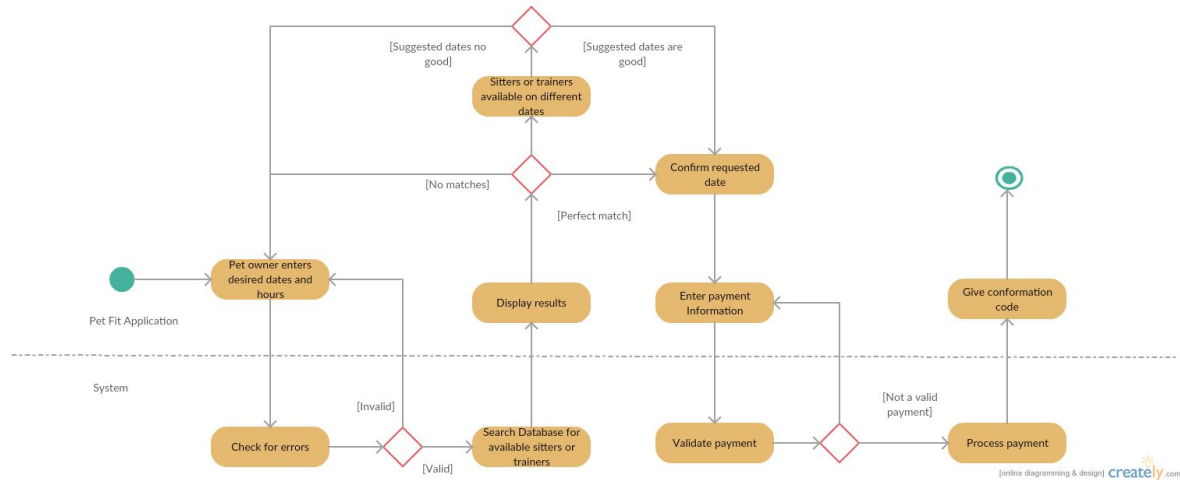 [Suggested dates no
good]
[Suggested dates are
good]
Sitters or trainers
available on different
dates
[No matches]
Confirm requested
date
[Perfect match]
Pet owner enters
desired dates and
hours
Display results
Enter payment
Information
Give conformation
code
Pet Fit Application
System
[Invalid]
[Not a valid
payment]
Check for errors
[Valid]
Search Database for
available sitters or
trainers
Validate payment
Process payment
[online diagramming & design] creately.com